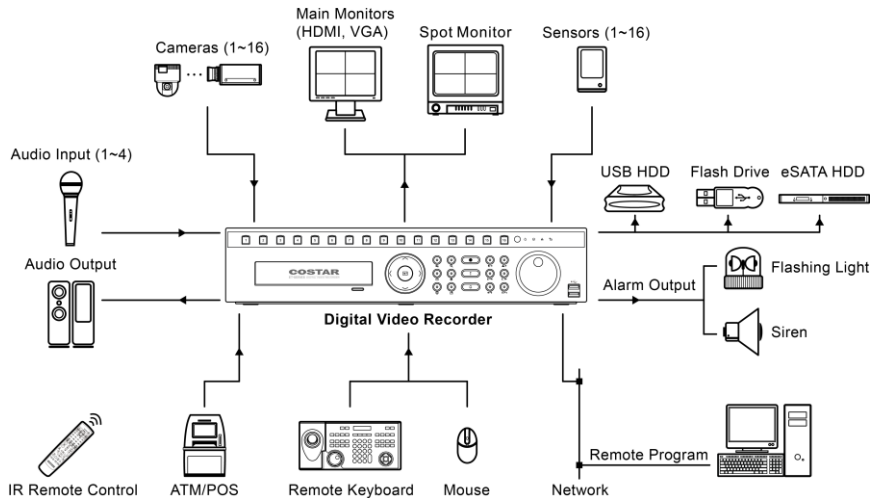 Main Monitors
(HDMI, VGA)
Spot Monitor
Sensors (1~16)
Cameras (1~16)
Audio Input (1~4)
USB HDD
Flash Drive
eSATA HDD
COSTAR
Audio Output
Alarm Output
Flashing Light
Digital Video Recorder
Siren
Remote Program
IR Remote Control
ATM/POS
Remote Keyboard
Mouse
Network